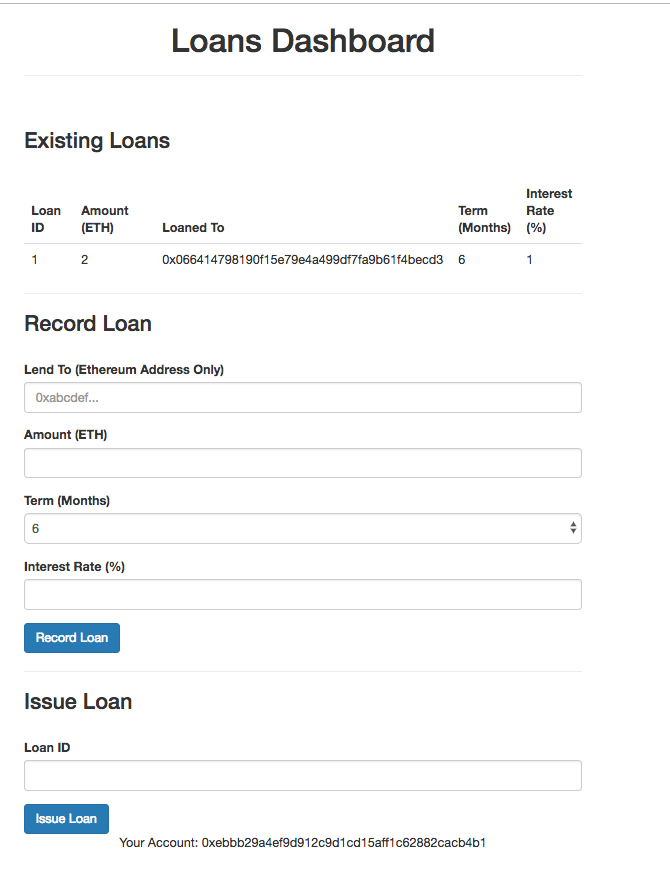 Loans Dashboard
Existing Loans
Loan ID Amount (ETH) Loaned To Term (Months) Interest Rate (%)
1 2 0x066414798190f15e79e4a499df7fa9b61f4becd3 6 1
Record Loan
Lend To (Ethereum Address Only)
0xabcdef...
Amount (ETH)
Term (Months)
6
Interest Rate (%)
Record Loan
Issue Loan
Loan ID
Issue Loan
Your Account: 0xebbb29a4ef9d912c9d1cd15aff1c62882cacb4b1